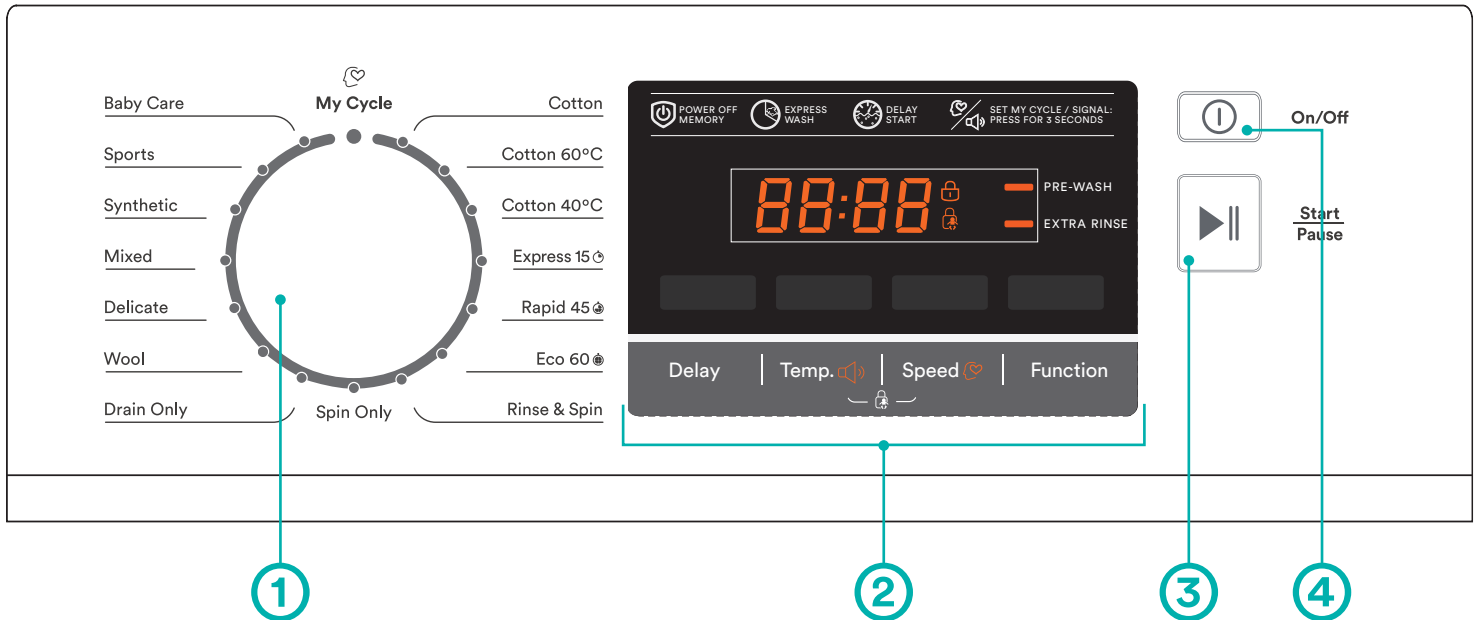 My Cycle
Baby Care
Sports
Synthetic
Mixed
Delicate
Wool
Drain Only
Spin Only
Cotton
Cotton 60°C
Cotton 40°C
Express 15
Rapid 45
Eco 60
Rinse & Spin
POWER OFF
MEMORY
EXPRESS
WASH
DELAY
START
SET MY CYCLE / SIGNAL:
PRESS FOR 3 SECONDS
88:88
PRE-WASH
EXTRA RINSE
Delay
Temp.
Speed
Function
On/Off
Start
Pause
1
2
3
4